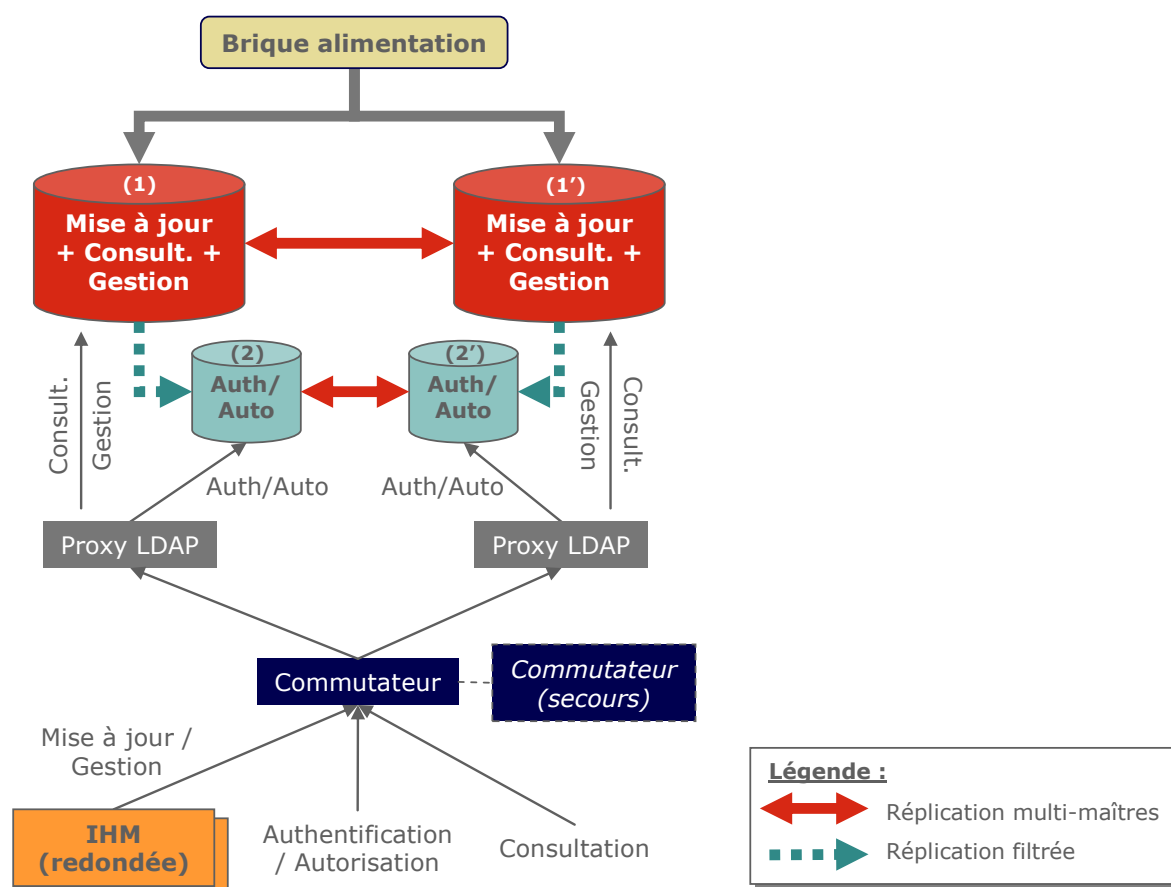 Brique alimentation
(1)
Mise à jour
+ Consult. +
Gestion
(1’)
Mise à jour
+ Consult. +
Gestion
(2)
Auth/
Auto
(2’)
Auth/
Auto
Consult.
Gestion
Gestion
Consult.
Auth/Auto
Auth/Auto
Proxy LDAP
Proxy LDAP
Commutateur
Commutateur
(secours)
Mise à jour /
Gestion
IHM
(redondée)
Authentification
/ Autorisation
Consultation
Légende :
Réplication multi-maîtres
Réplication filtrée